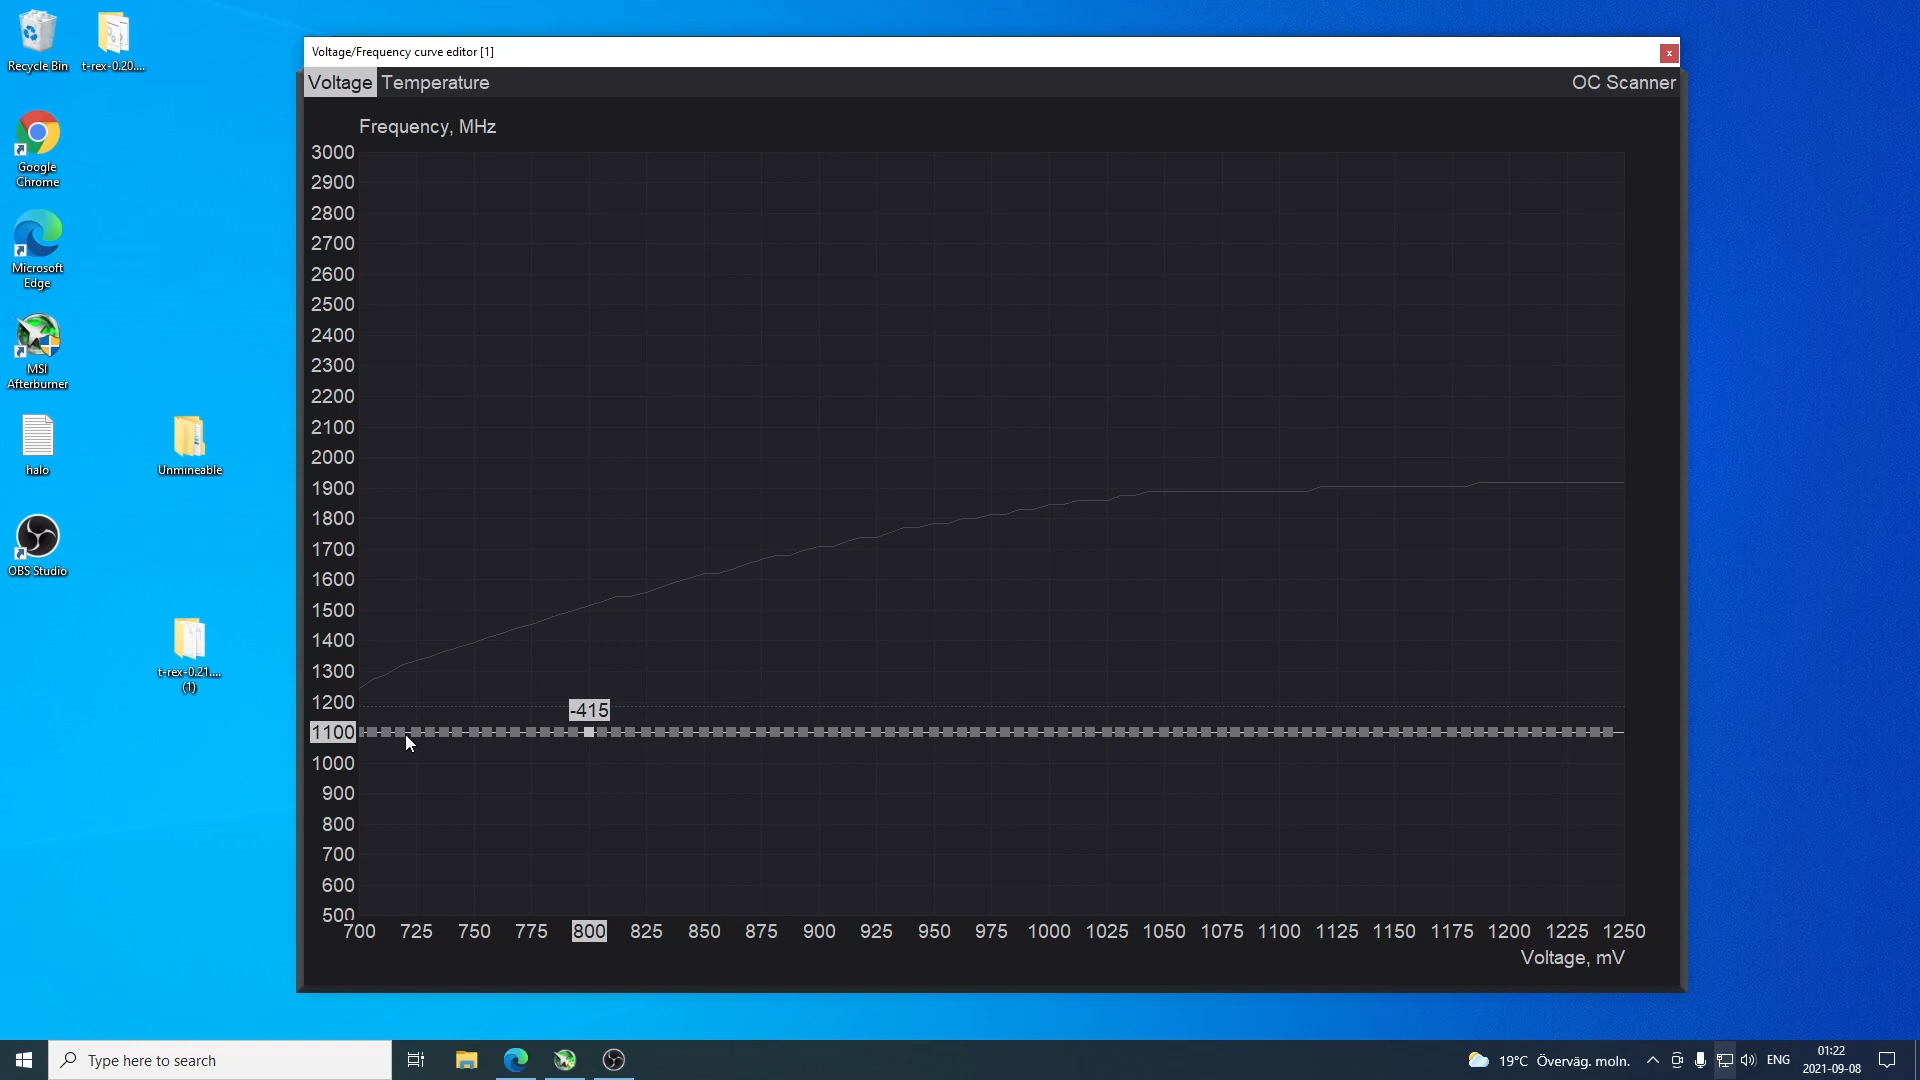 Recycle Bin
t-rex-0.20....
Google
Chrome
Microsoft
Edge
MSI
Afterburner
halo
Unmineable
OBS Studio
t-rex-0.21....
(1)
Voltage/Frequency curve editor [1]
x
Voltage
Temperature
OC Scanner
Frequency, MHz
3000
2900
2800
2700
2600
2500
2400
2300
2200
2100
2000
1900
1800
1700
1600
1500
1400
1300
1200
-415
1100
1000
900
800
700
600
500
700 725 750 775 800 825 850 875 900 925 950 975 1000 1025 1050 1075 1100 1125 1150 1175 1200 1225 1250
Voltage, mV
Type here to search
19°C Överväg. moln.
ENG
01:22
2021-09-08